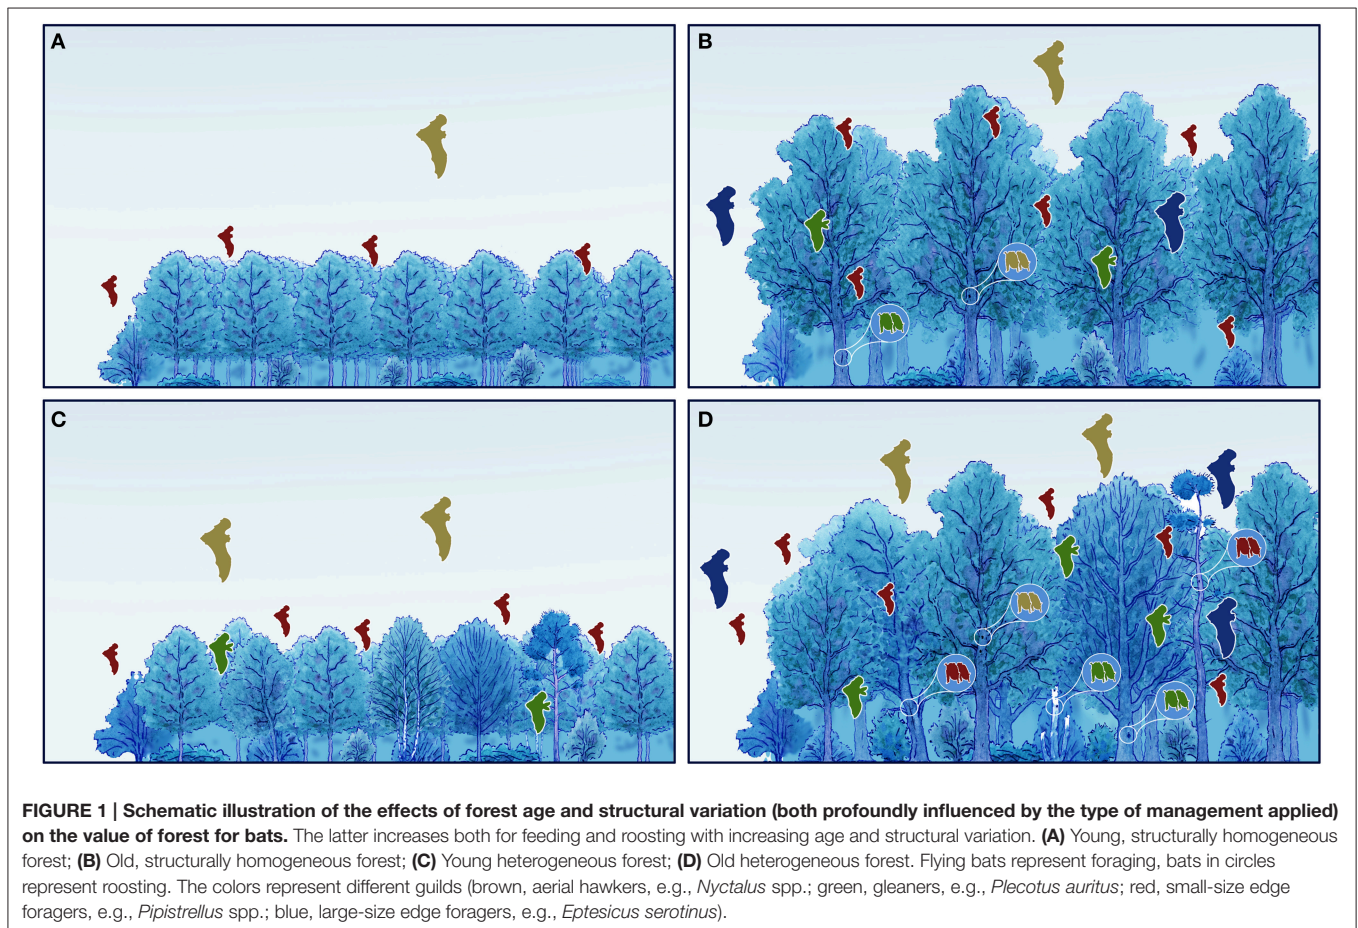 A
B
C
D
FIGURE 1 | Schematic illustration of the effects of forest age and structural variation (both profoundly influenced by the type of management applied)
on the value of forest for bats. The latter increases both for feeding and roosting with increasing age and structural variation. (A) Young, structurally homogeneous
forest; (B) Old, structurally homogeneous forest; (C) Young heterogeneous forest; (D) Old heterogeneous forest. Flying bats represent foraging, bats in circles
represent roosting. The colors represent different guilds (brown, aerial hawkers, e.g., Nyctalus spp.; green, gleaners, e.g., Plecotus auritus; red, small-size edge
foragers, e.g., Pipistrellus spp.; blue, large-size edge foragers, e.g., Eptesicus serotinus).